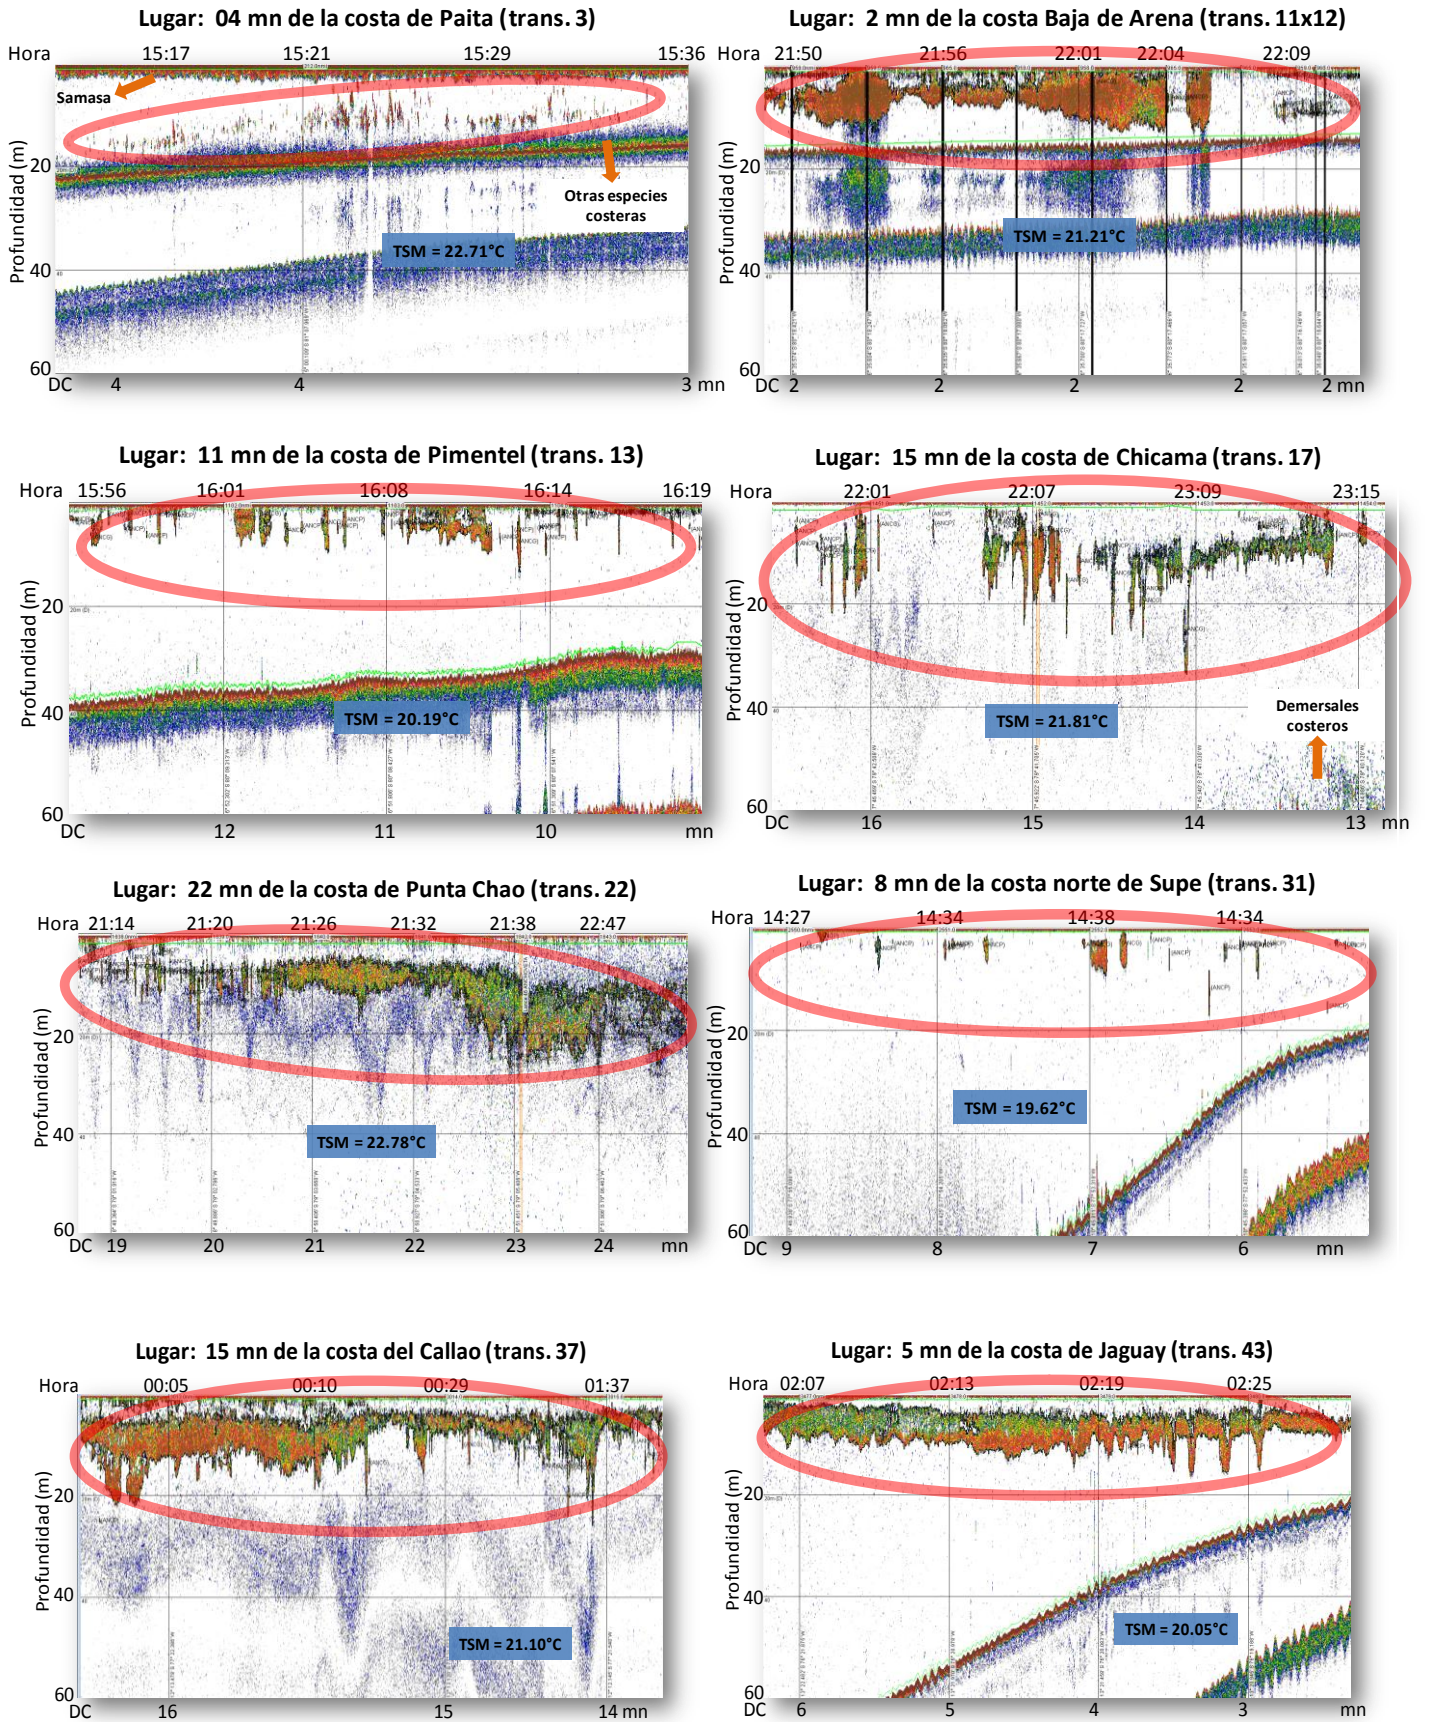 Lugar: 04 mn de la costa de Paita (trans. 3)
Hora 15:17 15:21 15:29 15:36
Samasa
Profundidad (m)
20
Otras especies
costeras
TSM = 22.71°C
40
60
DC 4 4 3 mn
Lugar: 2 mn de la costa Baja de Arena (trans. 11x12)
Hora 21:50 21:56 22:01 22:04 22:09
Profundidad (m)
20
TSM = 21.21°C
40
60
DC 2 2 2 2 2 mn
Lugar: 11 mn de la costa de Pimentel (trans. 13)
Hora 15:56 16:01 16:08 16:14 16:19
Profundidad (m)
20
40
TSM = 20.19°C
60
DC 12 11 10 mn
Lugar: 15 mn de la costa de Chicama (trans. 17)
Hora 22:01 22:07 23:09 23:15
Profundidad (m)
20
40
TSM = 21.81°C
Demersales
costeros
60
DC 16 15 14 13 mn
Lugar: 22 mn de la costa de Punta Chao (trans. 22)
Hora 21:14 21:20 21:26 21:32 21:38 22:47
Profundidad (m)
20
40
TSM = 22.78°C
60
DC 19 20 21 22 23 24 mn
Lugar: 8 mn de la costa norte de Supe (trans. 31)
Hora 14:27 14:34 14:38 14:34
Profundidad (m)
20
TSM = 19.62°C
40
60
DC 9 8 7 6 mn
Lugar: 15 mn de la costa del Callao (trans. 37)
Hora 00:05 00:10 00:29 01:37
Profundidad (m)
20
40
TSM = 21.10°C
60
DC 16 15 14 mn
Lugar: 5 mn de la costa de Jaguay (trans. 43)
Hora 02:07 02:13 02:19 02:25
Profundidad (m)
20
40
TSM = 20.05°C
60
DC 6 5 4 3 mn